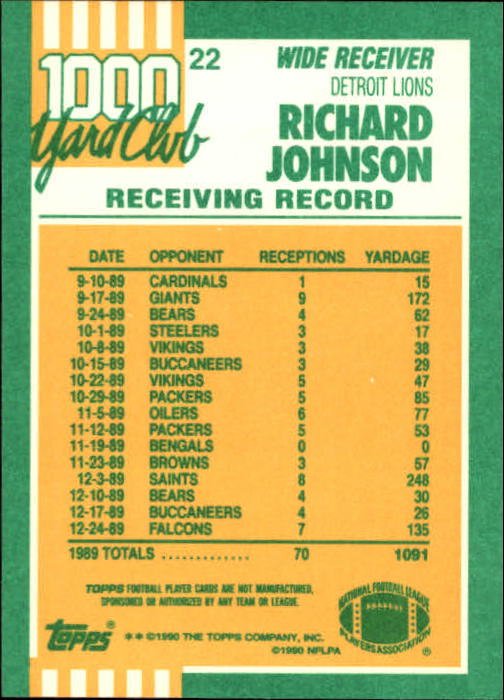 1000
Yard Club
22
WIDE RECEIVER
DETROIT LIONS
RICHARD
JOHNSON
RECEIVING RECORD
DATE OPPONENT RECEPTIONS YARDAGE
9-10-89 CARDINALS 1 15
9-17-89 GIANTS 9 172
9-24-89 BEARS 4 62
10-1-89 STEELERS 3 17
10-8-89 VIKINGS 3 38
10-15-89 BUCCANEERS 3 29
10-22-89 VIKINGS 5 47
10-29-89 PACKERS 5 85
11-5-89 OILERS 6 77
11-12-89 PACKERS 5 53
11-19-89 BENGALS 0 0
11-23-89 BROWNS 3 57
12-3-89 SAINTS 8 248
12-10-89 BEARS 4 30
12-17-89 BUCCANEERS 4 26
12-24-89 FALCONS 7 135
1989 TOTALS ............. 70 1091
TOPPS FOOTBALL PLAYER CARDS ARE NOT MANUFACTURED,
SPONSORED OR AUTHORIZED BY ANY TEAM OR LEAGUE.
topps®
**©1990 THE TOPPS COMPANY, INC.
©1990 NFLPA
NATIONAL FOOTBALL LEAGUE
PLAYERS ASSOCIATION ®